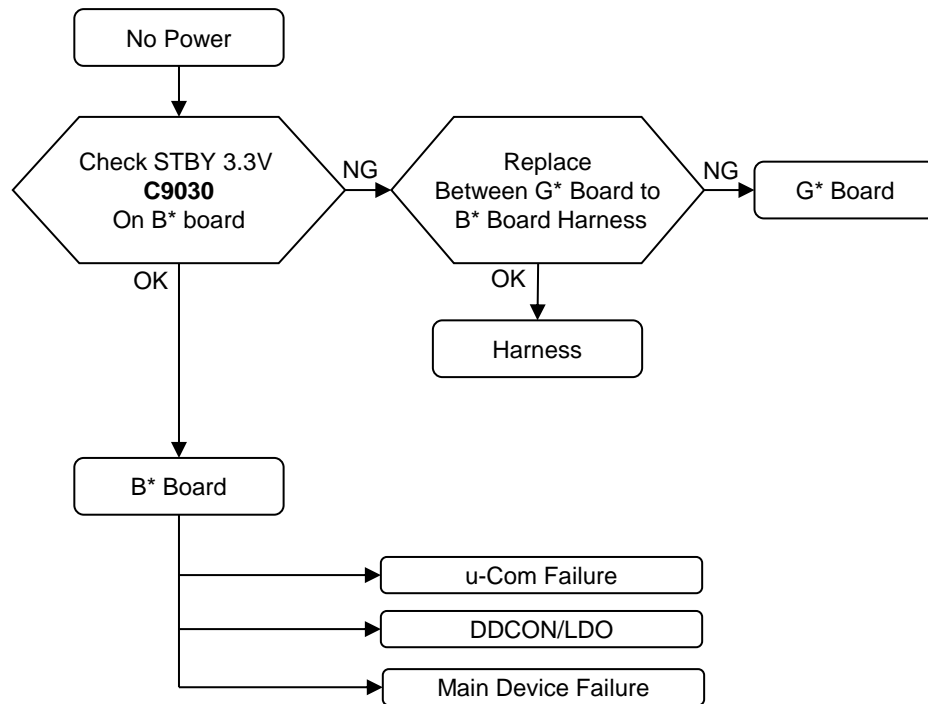 No Power
Check STBY 3.3V
C9030
On B* board
NG
Replace
Between G* Board to
B* Board Harness
NG
G* Board
OK
OK
Harness
B* Board
u-Com Failure
DDCON/LDO
Main Device Failure